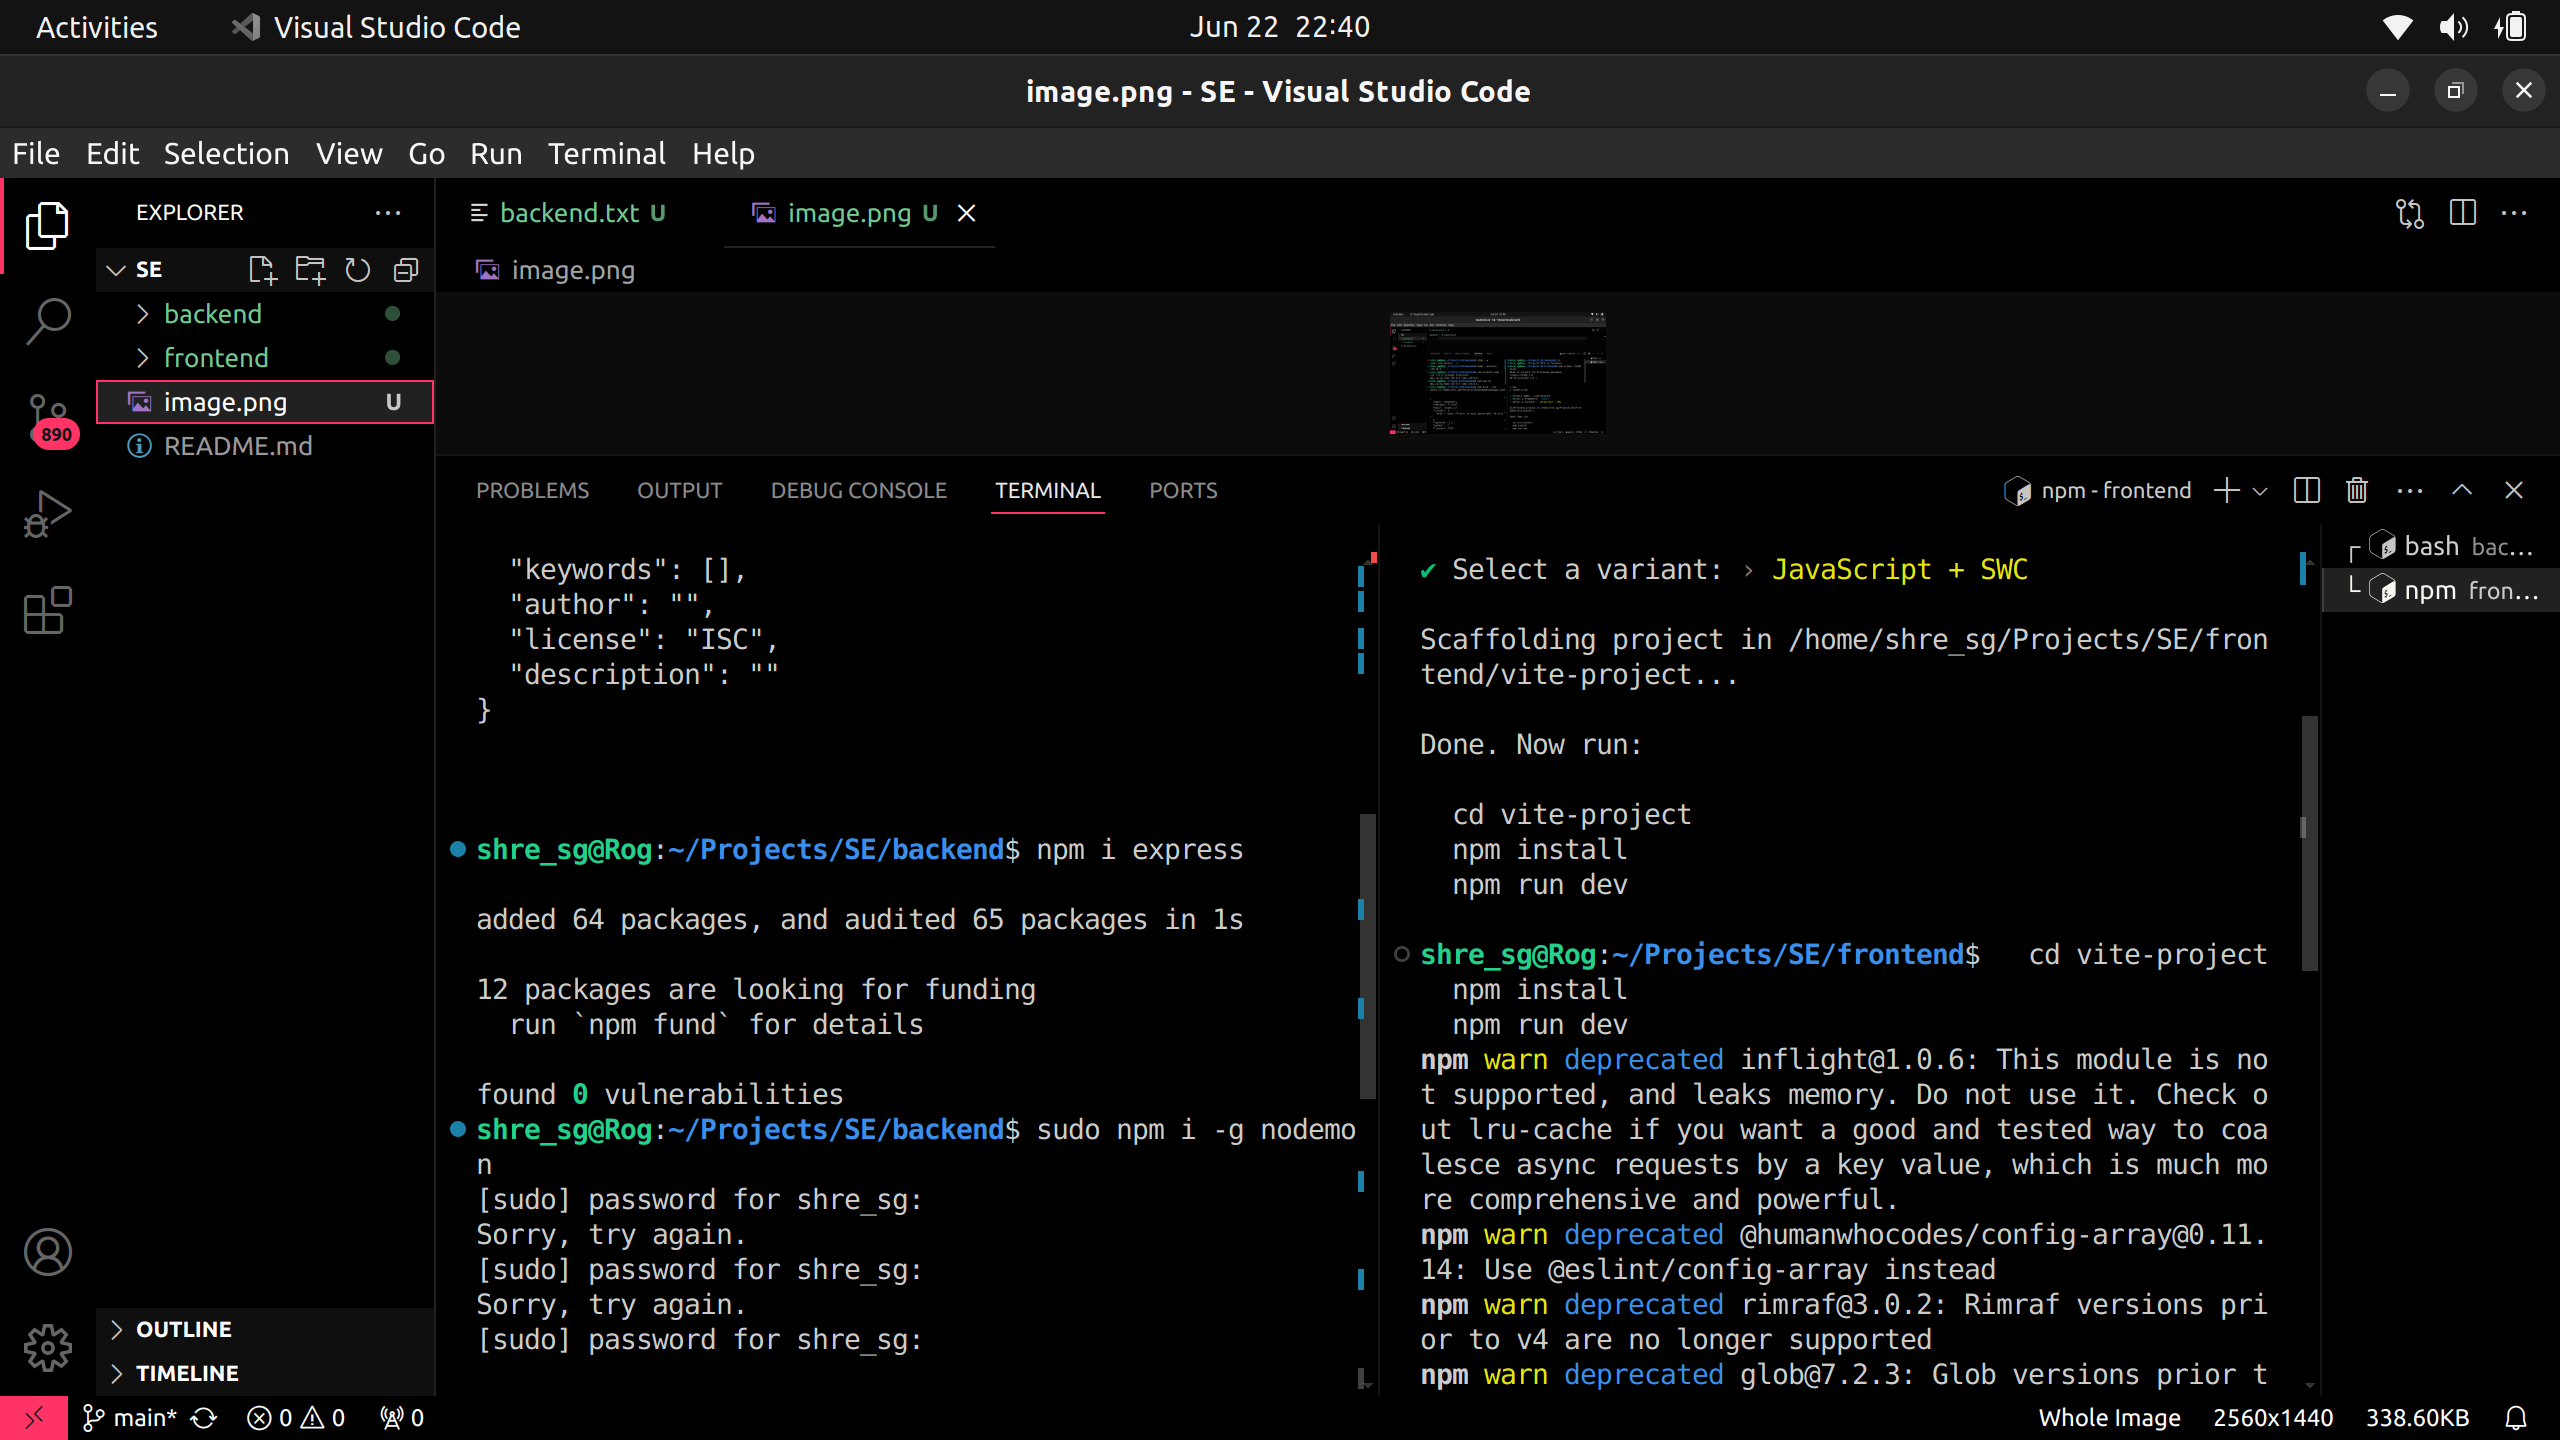 Activities
Visual Studio Code
Jun 22 22:40
image.png - SE - Visual Studio Code
File Edit Selection View Go Run Terminal Help
EXPLORER
SE
backend
frontend
image.png U
README.md
890
OUTLINE
TIMELINE
backend.txt U
image.png U
image.png
PROBLEMS OUTPUT DEBUG CONSOLE TERMINAL PORTS
npm - frontend
"keywords": [],
"author": "",
"license": "ISC",
"description": ""
}
shre_sg@Rog:~/Projects/SE/backend$ npm i express
added 64 packages, and audited 65 packages in 1s
12 packages are looking for funding
run `npm fund` for details
found 0 vulnerabilities
shre_sg@Rog:~/Projects/SE/backend$ sudo npm i -g nodemo
n
[sudo] password for shre_sg:
Sorry, try again.
[sudo] password for shre_sg:
Sorry, try again.
[sudo] password for shre_sg:
✔ Select a variant: › JavaScript + SWC
Scaffolding project in /home/shre_sg/Projects/SE/fron
tend/vite-project...
Done. Now run:
cd vite-project
npm install
npm run dev
shre_sg@Rog:~/Projects/SE/frontend$ cd vite-project
npm install
npm run dev
npm warn deprecated inflight@1.0.6: This module is no
t supported, and leaks memory. Do not use it. Check o
ut lru-cache if you want a good and tested way to coa
lesce async requests by a key value, which is much mo
re comprehensive and powerful.
npm warn deprecated @humanwhocodes/config-array@0.11.
14: Use @eslint/config-array instead
npm warn deprecated rimraf@3.0.2: Rimraf versions pri
or to v4 are no longer supported
npm warn deprecated glob@7.2.3: Glob versions prior t
bash bac...
npm fron...
main* 0 0 0
Whole Image 2560x1440 338.60KB